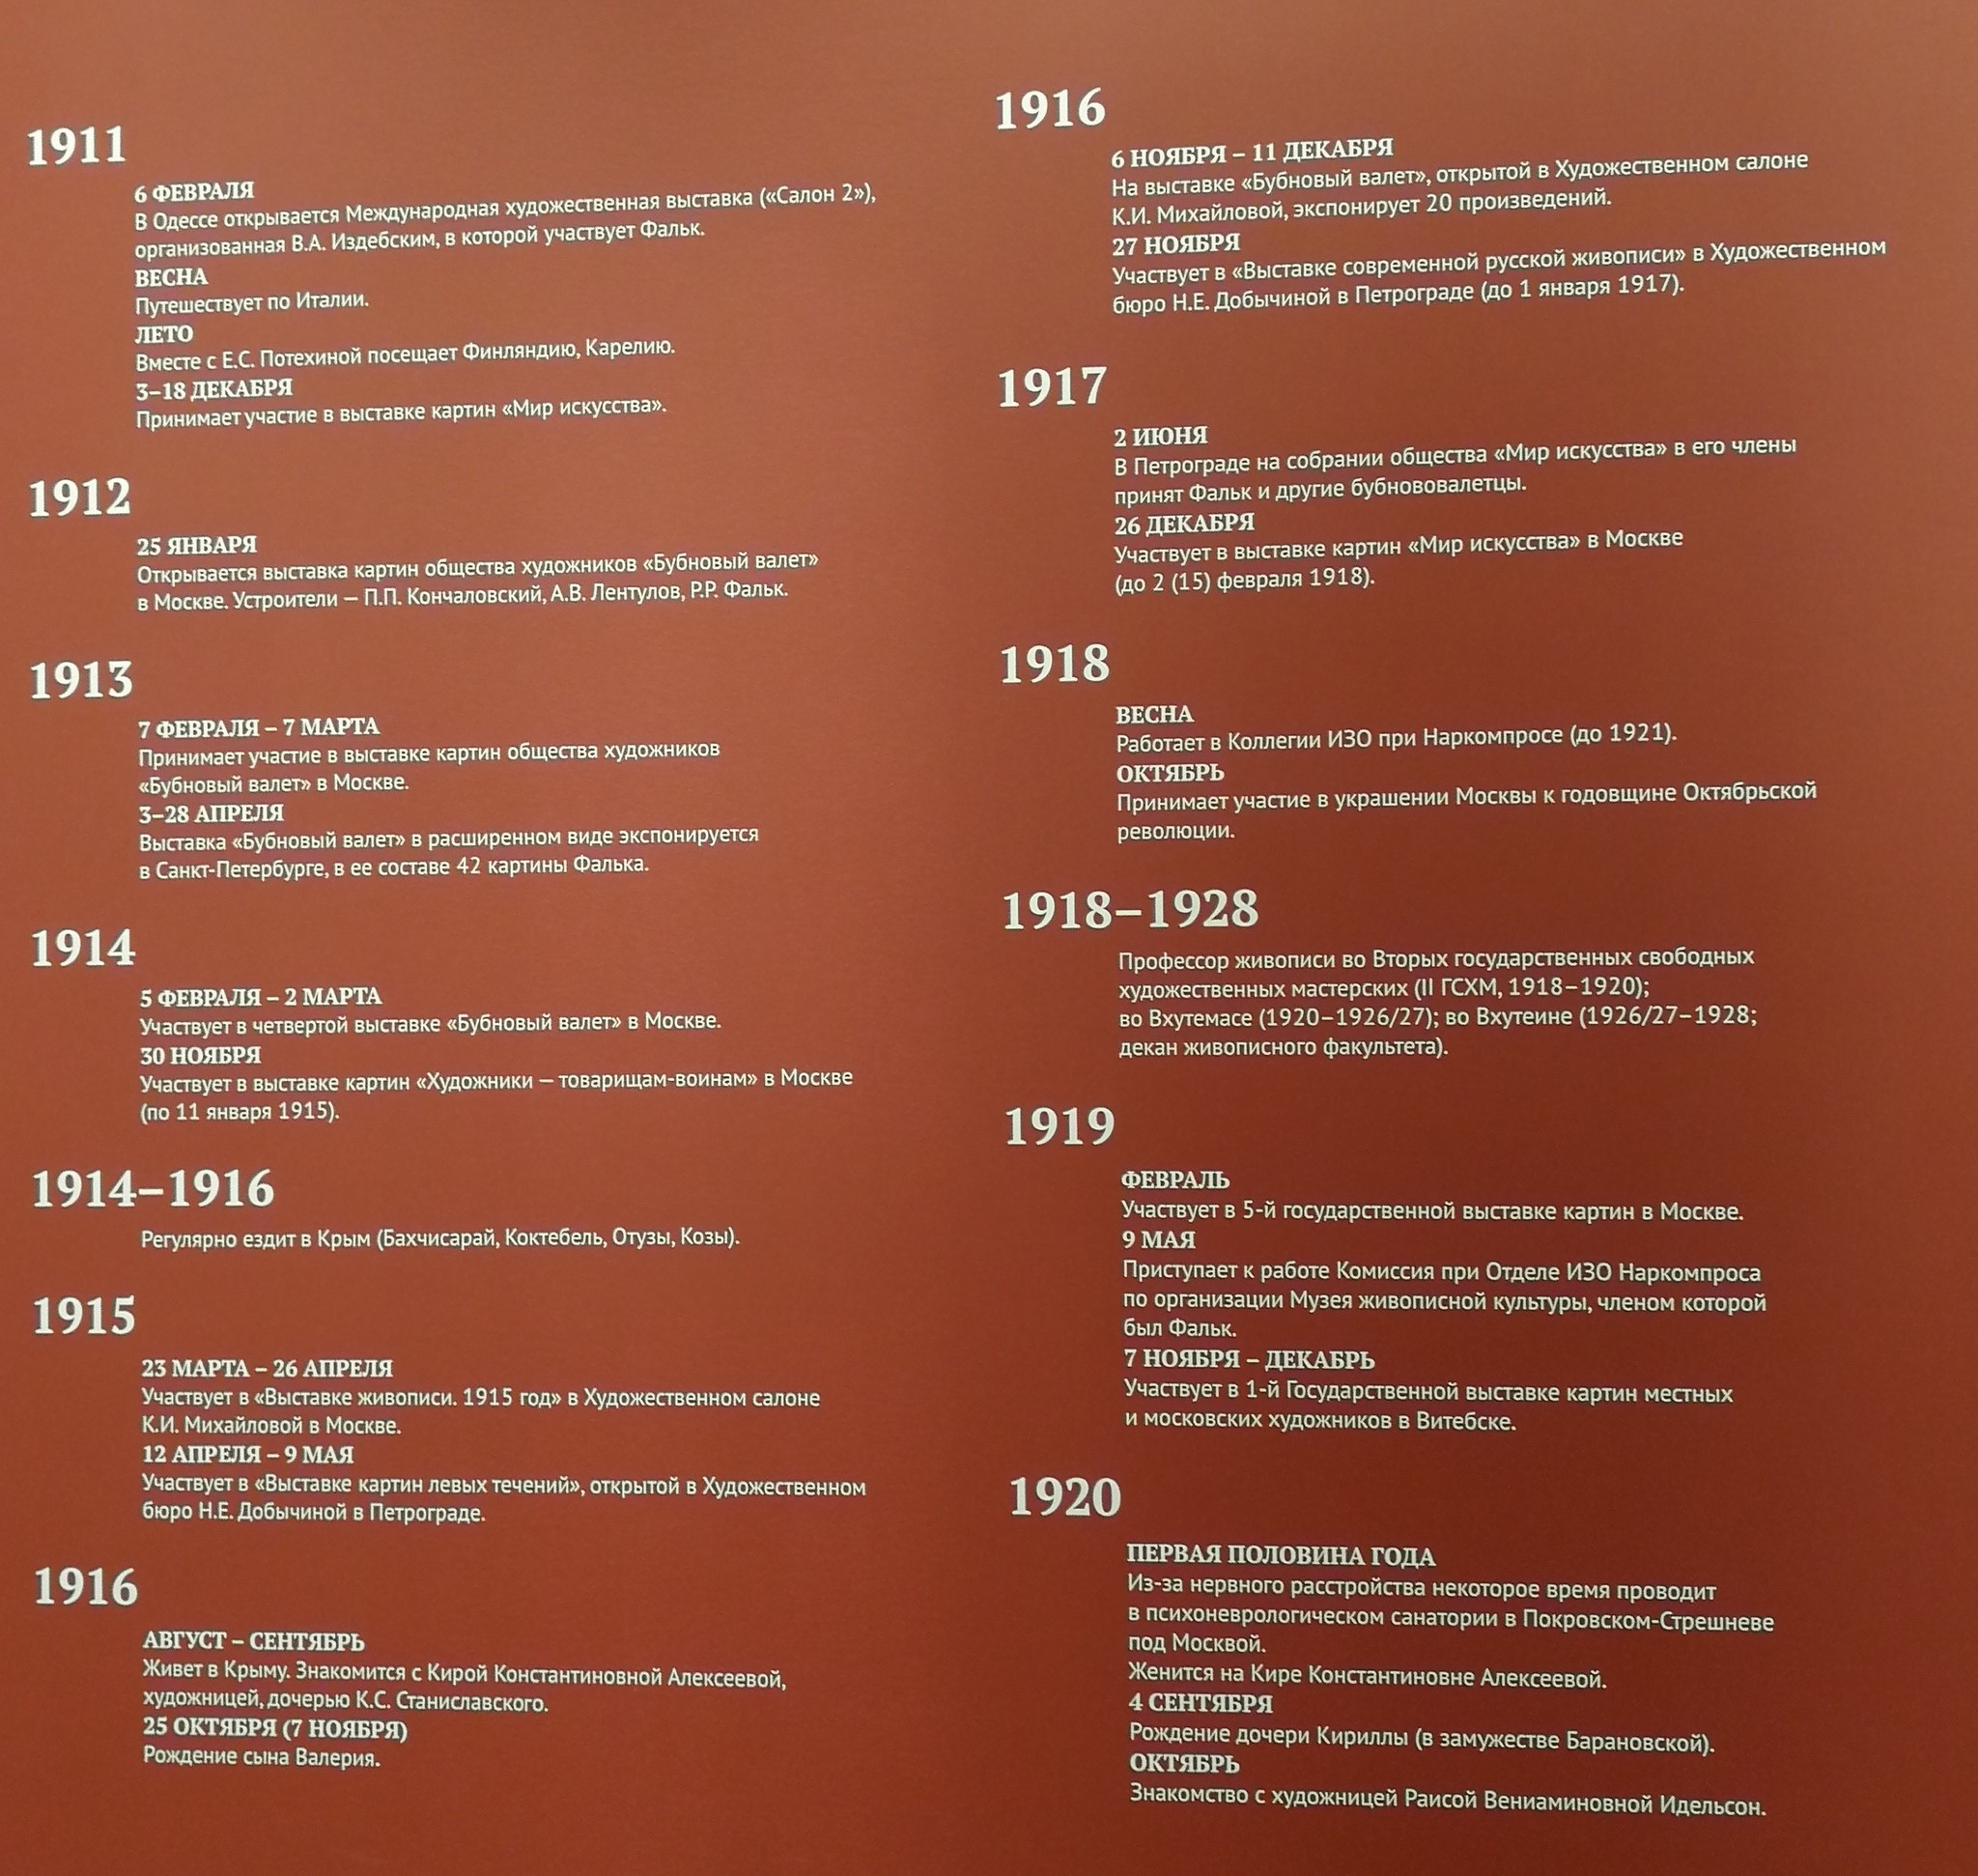 1911
6 ФЕВРАЛЯ
В Одессе открывается Международная художественная выставка («Салон 2»),
организованная В.А. Издебским, в которой участвует Фальк.
ВЕСНА
Путешествует по Италии.
ЛЕТО
Вместе с Е.С. Потехиной посещает Финляндию, Карелию.
3–18 ДЕКАБРЯ
Принимает участие в выставке картин «Мир искусства».
1912
25 ЯНВАРЯ
Открывается выставка картин общества художников «Бубновый валет»
в Москве. Устроители — П.П. Кончаловский, А.В. Лентулов, Р.Р. Фальк.
1913
7 ФЕВРАЛЯ – 7 МАРТА
Принимает участие в выставке картин общества художников
«Бубновый валет» в Москве.
3–28 АПРЕЛЯ
Выставка «Бубновый валет» в расширенном виде экспонируется
в Санкт-Петербурге, в ее составе 42 картины Фалька.
1914
5 ФЕВРАЛЯ – 2 МАРТА
Участвует в четвертой выставке «Бубновый валет» в Москве.
30 НОЯБРЯ
Участвует в выставке картин «Художники — товарищам-воинам» в Москве
(по 11 января 1915).
1914–1916
Регулярно ездит в Крым (Бахчисарай, Коктебель, Отузы, Козы).
1915
23 МАРТА – 26 АПРЕЛЯ
Участвует в «Выставке живописи. 1915 год» в Художественном салоне
К.И. Михайловой в Москве.
12 АПРЕЛЯ – 9 МАЯ
Участвует в «Выставке картин левых течений», открытой в Художественном
бюро Н.Е. Добычиной в Петрограде.
1916
АВГУСТ – СЕНТЯБРЬ
Живет в Крыму. Знакомится с Кирой Константиновной Алексеевой,
художницей, дочерью К.С. Станиславского.
25 ОКТЯБРЯ (7 НОЯБРЯ)
Рождение сына Валерия.
1916
6 НОЯБРЯ – 11 ДЕКАБРЯ
На выставке «Бубновый валет», открытой в Художественном салоне
К.И. Михайловой, экспонирует 20 произведений.
27 НОЯБРЯ
Участвует в «Выставке современной русской живописи» в Художественном
бюро Н.Е. Добычиной в Петрограде (до 1 января 1917).
1917
2 ИЮНЯ
В Петрограде на собрании общества «Мир искусства» в его члены
принят Фальк и другие бубнововалетцы.
26 ДЕКАБРЯ
Участвует в выставке картин «Мир искусства» в Москве
(до 2 (15) февраля 1918).
1918
ВЕСНА
Работает в Коллегии ИЗО при Наркомпросе (до 1921).
ОКТЯБРЬ
Принимает участие в украшении Москвы к годовщине Октябрьской
революции.
1918–1928
Профессор живописи во Вторых государственных свободных
художественных мастерских (II ГСХМ, 1918–1920);
во Вхутемасе (1920–1926/27); во Вхутеине (1926/27–1928;
декан живописного факультета).
1919
ФЕВРАЛЬ
Участвует в 5-й государственной выставке картин в Москве.
9 МАЯ
Приступает к работе Комиссия при Отделе ИЗО Наркомпроса
по организации Музея живописной культуры, членом которой
был Фальк.
7 НОЯБРЯ – ДЕКАБРЬ
Участвует в 1-й Государственной выставке картин местных
и московских художников в Витебске.
1920
ПЕРВАЯ ПОЛОВИНА ГОДА
Из-за нервного расстройства некоторое время проводит
в психоневрологическом санатории в Покровском-Стрешневе
под Москвой.
Женится на Кире Константиновне Алексеевой.
4 СЕНТЯБРЯ
Рождение дочери Кириллы (в замужестве Барановской).
ОКТЯБРЬ
Знакомство с художницей Раисой Вениаминовной Идельсон.